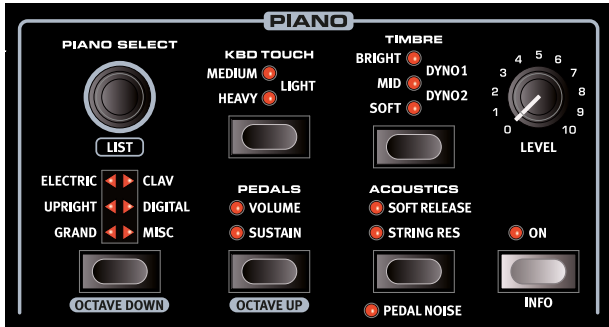 PIANO
PIANO SELECT
LIST
ELECTRIC CLAV
UPRIGHT DIGITAL
GRAND MISC
OCTAVE DOWN
KBD TOUCH
MEDIUM
LIGHT
HEAVY
PEDALS
VOLUME
SUSTAIN
OCTAVE UP
TIMBRE
BRIGHT
DYNO1
MID
DYNO2
SOFT
ACOUSTICS
SOFT RELEASE
STRING RES
PEDAL NOISE
0 1 2 3 4 5 6 7 8 9 10
LEVEL
ON
INFO